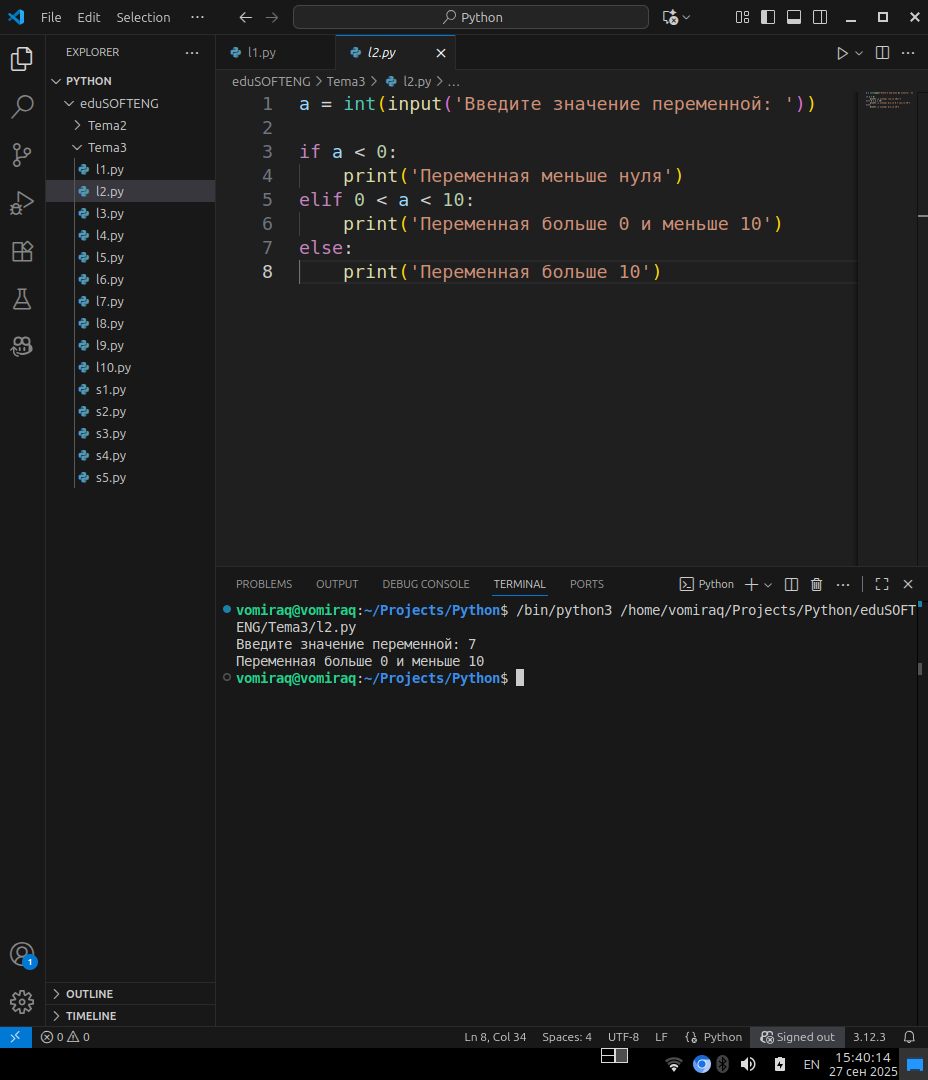 File Edit Selection ··· Python
EXPLORER ···
PYTHON
eduSOFTENG
Tema2
Tema3
l1.py
l2.py
l3.py
l4.py
l5.py
l6.py
l7.py
l8.py
l9.py
l10.py
s1.py
s2.py
s3.py
s4.py
s5.py
OUTLINE
TIMELINE
l1.py l2.py
eduSOFTENG > Tema3 > l2.py > ...
1 a = int(input('Введите значение переменной: '))
2
3 if a < 0:
4     print('Переменная меньше нуля')
5 elif 0 < a < 10:
6     print('Переменная больше 0 и меньше 10')
7 else:
8     print('Переменная больше 10')
PROBLEMS OUTPUT DEBUG CONSOLE TERMINAL PORTS Python
vomiraq@vomiraq:~/Projects/Python$ /bin/python3 /home/vomiraq/Projects/Python/eduSOFT
ENG/Tema3/l2.py
Введите значение переменной: 7
Переменная больше 0 и меньше 10
vomiraq@vomiraq:~/Projects/Python$
1
0 0 Ln 8, Col 34 Spaces: 4 UTF-8 LF Python Signed out 3.12.3
EN 15:40:14
27 сен 2025